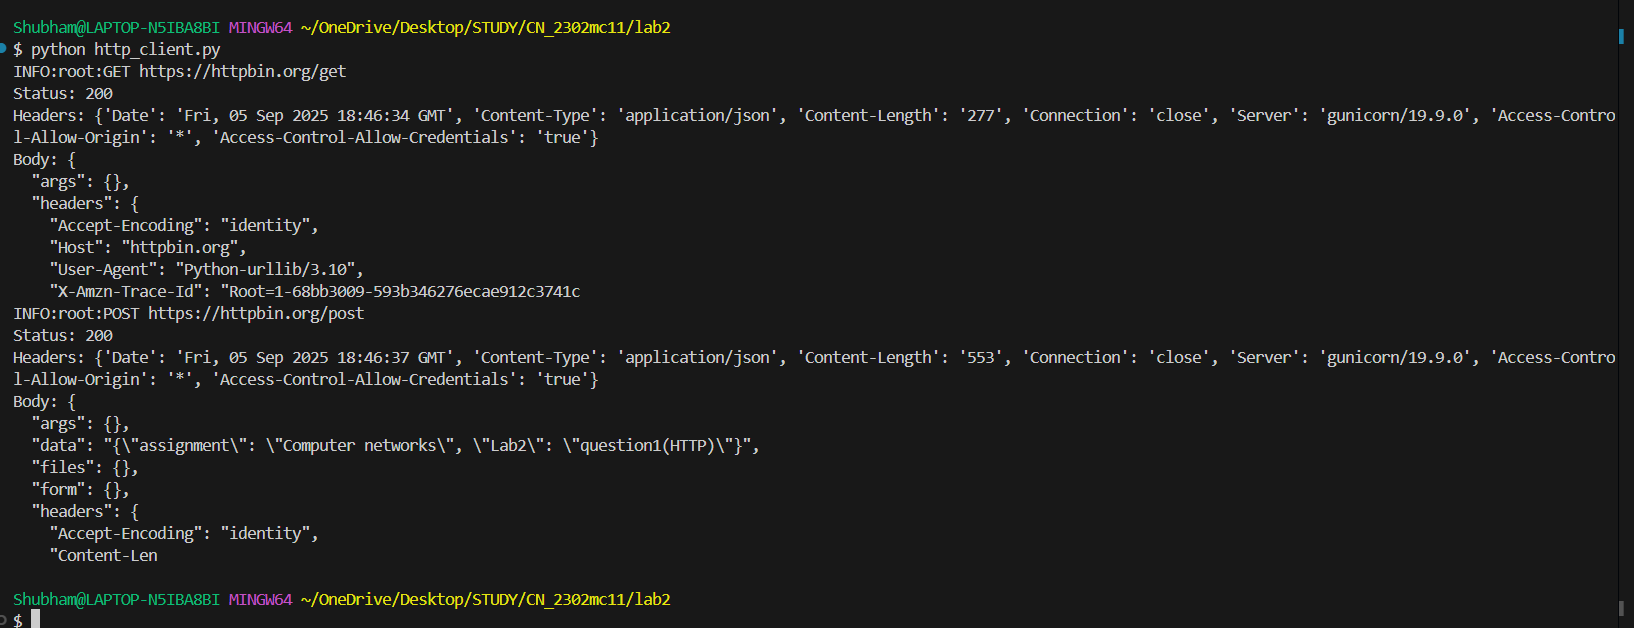 Shubham@LAPTOP-N5IBA8BI MINGW64 ~/OneDrive/Desktop/STUDY/CN_2302mc11/lab2
$ python http_client.py
INFO:root:GET https://httpbin.org/get
Status: 200
Headers: {'Date': 'Fri, 05 Sep 2025 18:46:34 GMT', 'Content-Type': 'application/json', 'Content-Length': '277', 'Connection': 'close', 'Server': 'gunicorn/19.9.0', 'Access-Contro
l-Allow-Origin': '*', 'Access-Control-Allow-Credentials': 'true'}
Body: {
  "args": {},
  "headers": {
    "Accept-Encoding": "identity",
    "Host": "httpbin.org",
    "User-Agent": "Python-urllib/3.10",
    "X-Amzn-Trace-Id": "Root=1-68bb3009-593b346276ecae912c3741c
INFO:root:POST https://httpbin.org/post
Status: 200
Headers: {'Date': 'Fri, 05 Sep 2025 18:46:37 GMT', 'Content-Type': 'application/json', 'Content-Length': '553', 'Connection': 'close', 'Server': 'gunicorn/19.9.0', 'Access-Contro
l-Allow-Origin': '*', 'Access-Control-Allow-Credentials': 'true'}
Body: {
  "args": {},
  "data": "{\"assignment\": \"Computer networks\", \"Lab2\": \"question1(HTTP)\"}",
  "files": {},
  "form": {},
  "headers": {
    "Accept-Encoding": "identity",
    "Content-Len
Shubham@LAPTOP-N5IBA8BI MINGW64 ~/OneDrive/Desktop/STUDY/CN_2302mc11/lab2
$